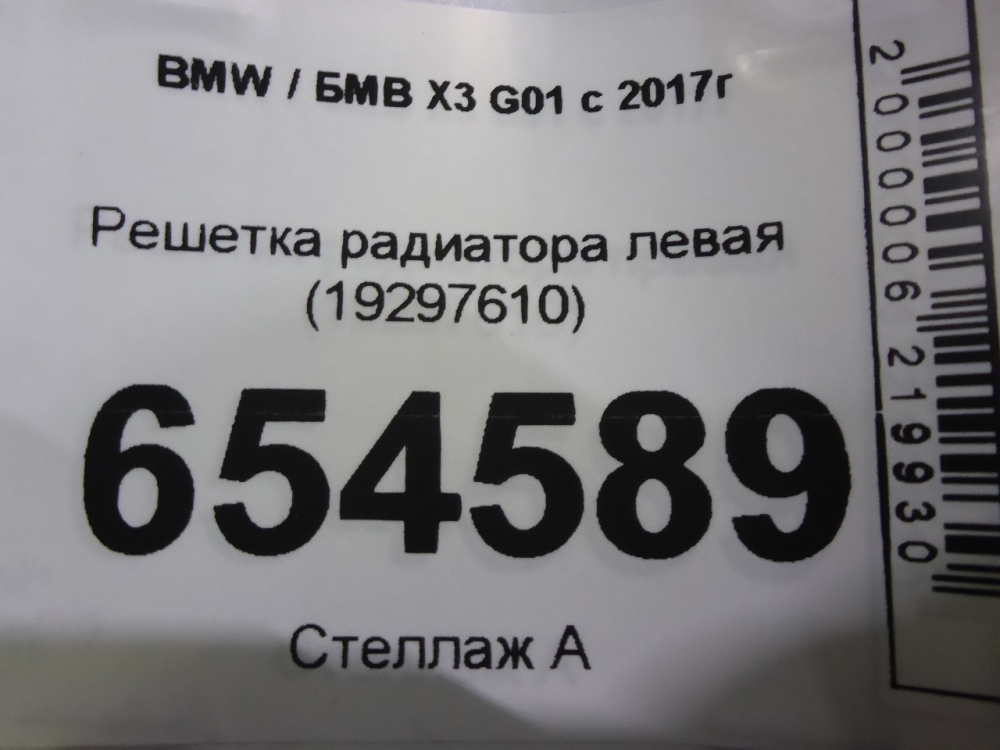 BMW / БМВ X3 G01 с 2017г
Решетка радиатора левая
(19297610)
654589
Стеллаж А
2000006219930